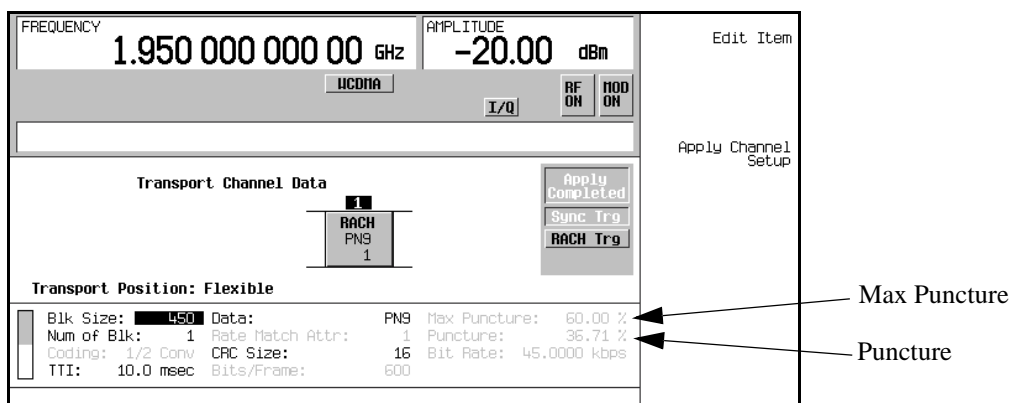 FREQUENCY
1.950 000 000 00 GHz
AMPLITUDE
-20.00 dBm
WCDMA
I/Q
RF ON
MOD ON
Edit Item
Apply Channel
Setup
Transport Channel Data
1
RACH
PN9
1
Apply
Completed
Sync Trg
RACH Trg
Transport Position: Flexible
Blk Size: 450 Data: PN9 Max Puncture: 60.00 %
Num of Blk: 1 Rate Match Attr: 1 Puncture: 36.71 %
Coding: 1/2 Conv CRC Size: 16 Bit Rate: 45.0000 kbps
TTI: 10.0 msec Bits/Frame: 600
Max Puncture
Puncture